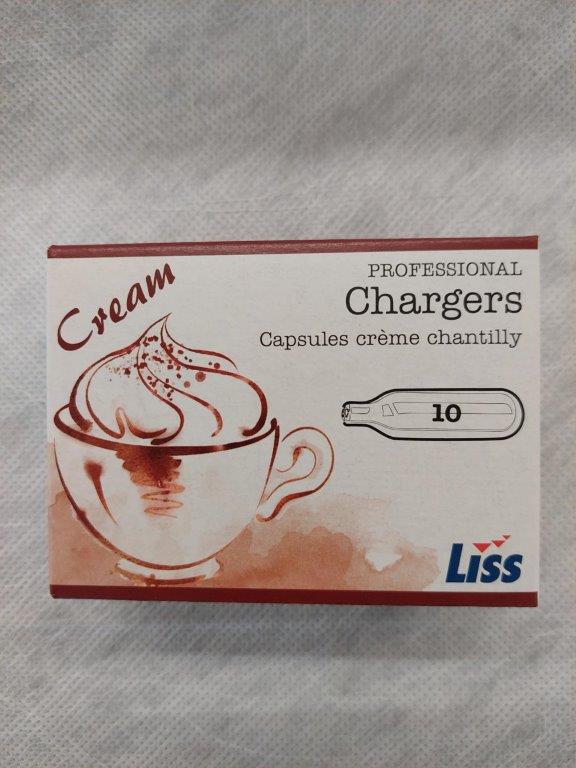 Cream
PROFESSIONAL
Chargers
Capsules crème chantilly
10
Liss